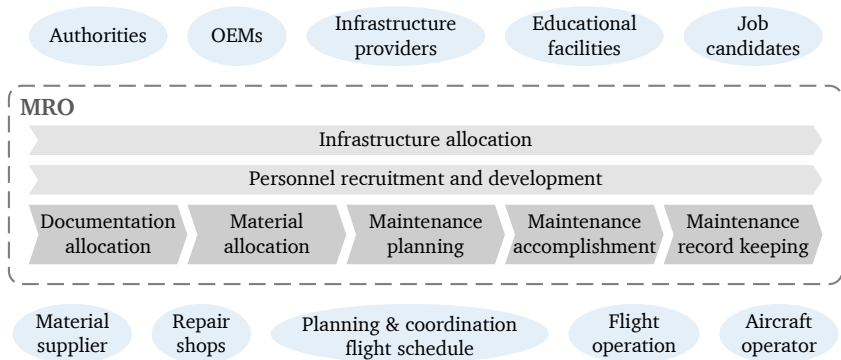 Authorities
OEMs
Infrastructure
providers
Educational
facilities
Job
candidates
MRO
Infrastructure allocation
Personnel recruitment and development
Documentation
allocation
Material
allocation
Maintenance
planning
Maintenance
accomplishment
Maintenance
record keeping
Material
supplier
Repair
shops
Planning & coordination
flight schedule
Flight
operation
Aircraft
operator